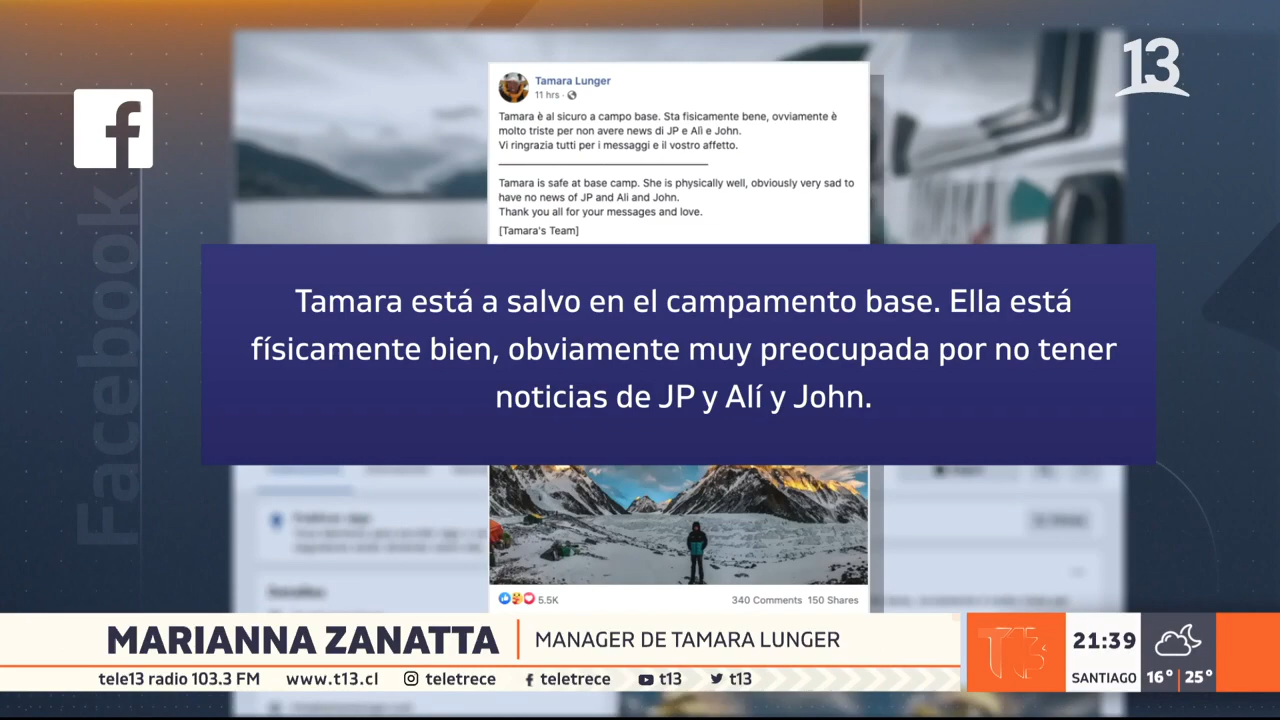 13
Facebook
Tamara Lunger
11 hrs ·
Tamara è al sicuro a campo base. Sta fisicamente bene, ovviamente è
molto triste per non avere news di JP e Alì e John.
Vi ringrazia tutti per i messaggi e il vostro affetto.
Tamara is safe at base camp. She is physically well, obviously very sad to
have no news of JP and Ali and John.
Thank you all for your messages and love.
[Tamara's Team]
Tamara está a salvo en el campamento base. Ella está
físicamente bien, obviamente muy preocupada por no tener
noticias de JP y Alí y John.
5.5K 340 Comments 150 Shares
MARIANNA ZANATTA MANAGER DE TAMARA LUNGER
tele13 radio 103.3 FM www.t13.cl teletrece teletrece t13 t13
T13
21:39
SANTIAGO
16° 25°